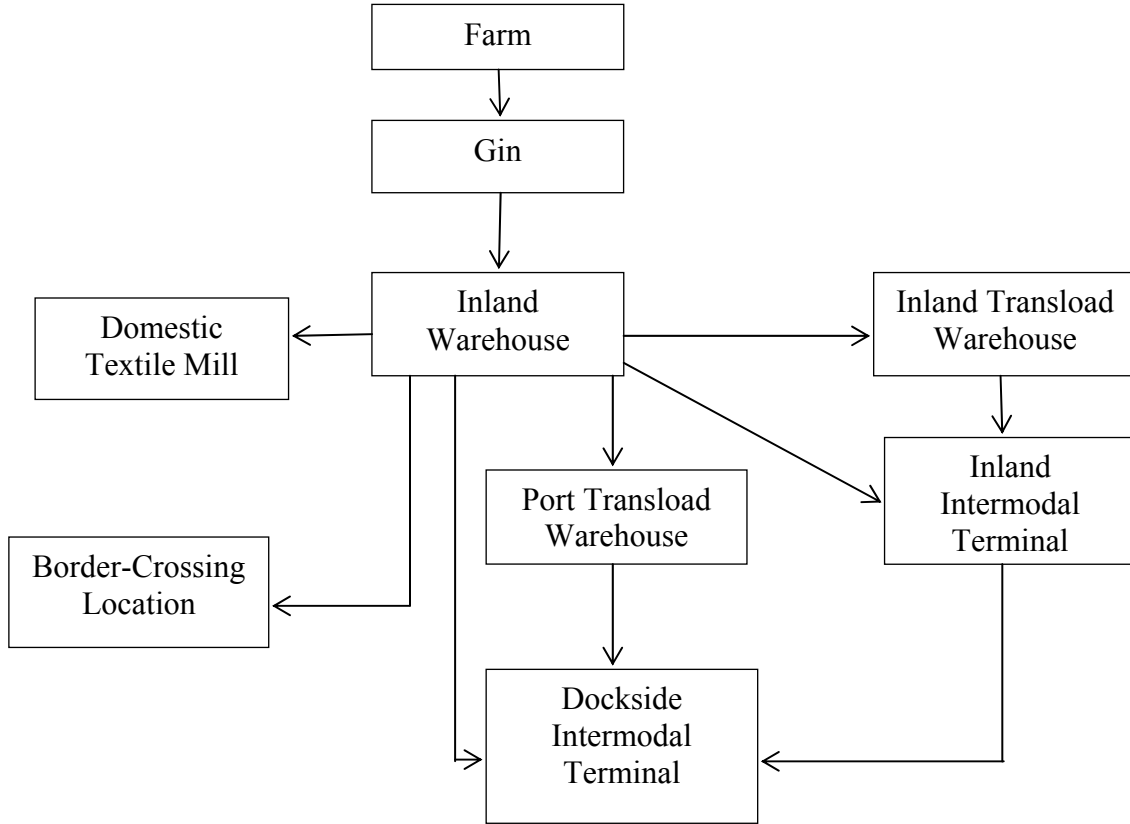 Farm
Gin
Inland
Warehouse
Inland Transload
Warehouse
Domestic
Textile Mill
Port Transload
Warehouse
Inland
Intermodal
Terminal
Border-Crossing
Location
Dockside
Intermodal
Terminal